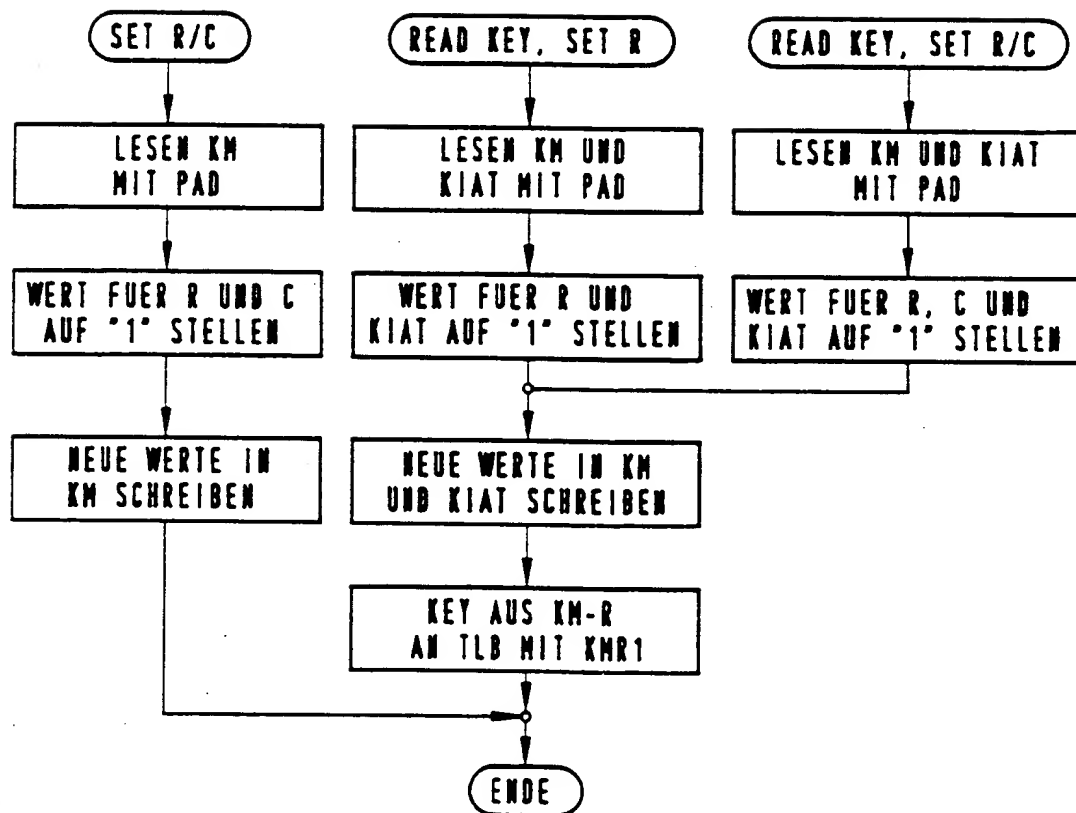 SET R/C
LESEN KM
MIT PAD
WERT FUER R UND C
AUF "1" STELLEN
NEUE WERTE IN
KM SCHREIBEN
READ KEY, SET R
LESEN KM UND
KIAT MIT PAD
WERT FUER R UND
KIAT AUF "1" STELLEN
NEUE WERTE IN KM
UND KIAT SCHREIBEN
KEY AUS KM-R
AN TLB MIT KMR1
READ KEY, SET R/C
LESEN KM UND KIAT
MIT PAD
WERT FUER R, C UND
KIAT AUF "1" STELLEN
ENDE